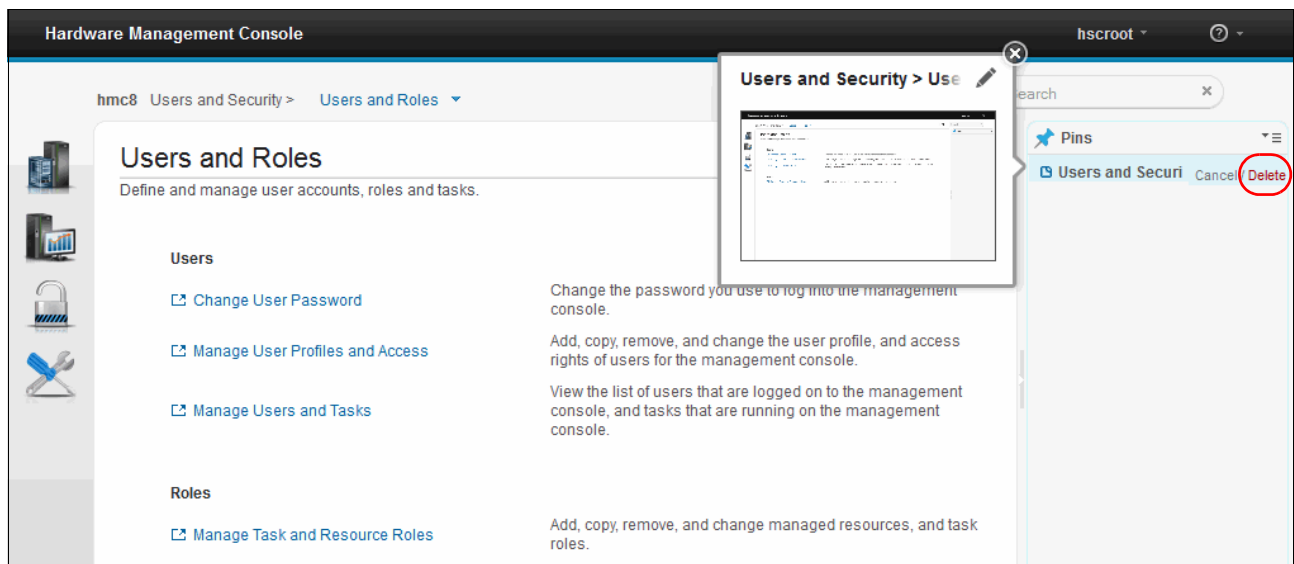 Hardware Management Console
hscroot
?
hmc8 Users and Security > Users and Roles
Users and Security > Use
earch
Pins
Users and Securi
Cancel / Delete
Users and Roles
Define and manage user accounts, roles and tasks.
Users
Change User Password
Change the password you use to log into the management
console.
Manage User Profiles and Access
Add, copy, remove, and change the user profile, and access
rights of users for the management console.
Manage Users and Tasks
View the list of users that are logged on to the management
console, and tasks that are running on the management
console.
Roles
Manage Task and Resource Roles
Add, copy, remove, and change managed resources, and task
roles.